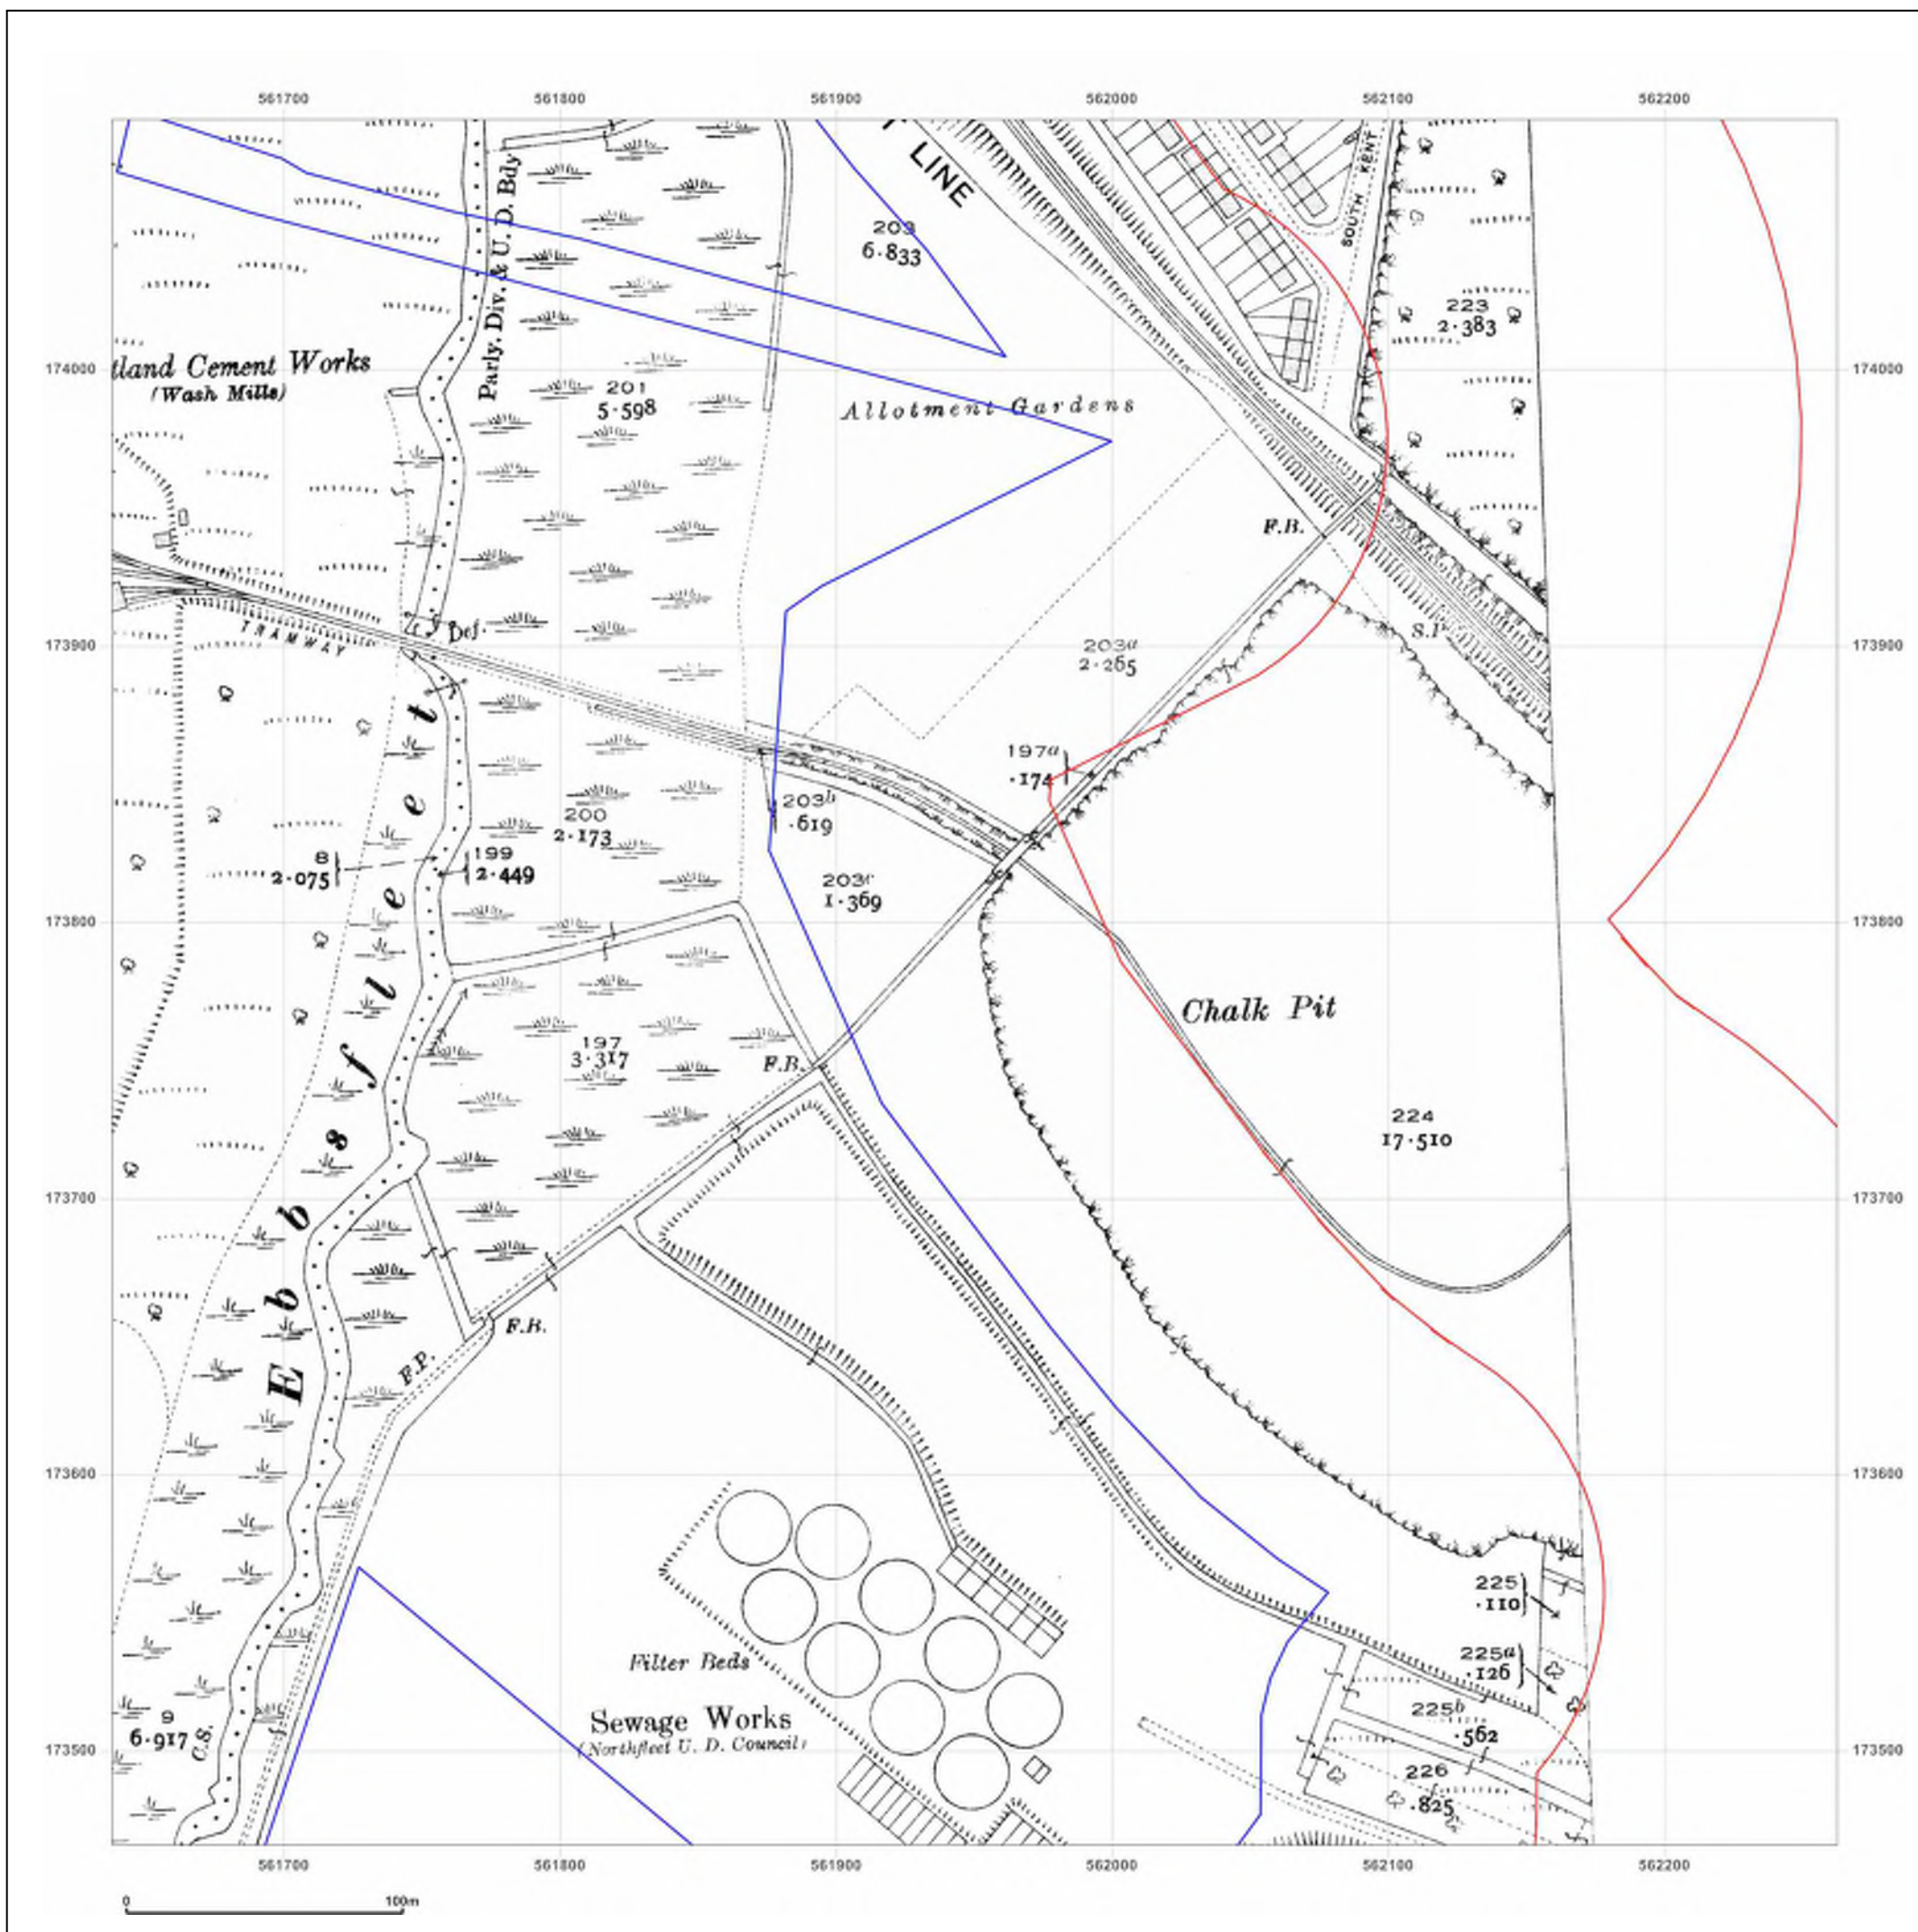 561700 561800 561900 562000 562100 562200
LINE
SOUTH KENT
Parly. Div. & U. D. Bdy
203
6·833
223
2·383
174000 174000
tland Cement Works
(Wash Mills)
201
5·598
Allotment Gardens
F.B.
S.P.
Def.
TRAMWAY
173900 173900
203a
2·265
197a
·174
203b
·619
200
2·173
8
2·075
199
2·449
203c
1·369
173800 173800
Ebbsfleet
Chalk Pit
197
3·317
F.B.
224
17·510
173700 173700
F.B.
F.P.
173600 173600
225
·110
225a
·126
Filter Beds
225b
·562
Sewage Works
(Northfleet U. D. Council)
9
6·917
C.S.
173500 173500
226
·825
561700 561800 561900 562000 562100 562200
0 100m